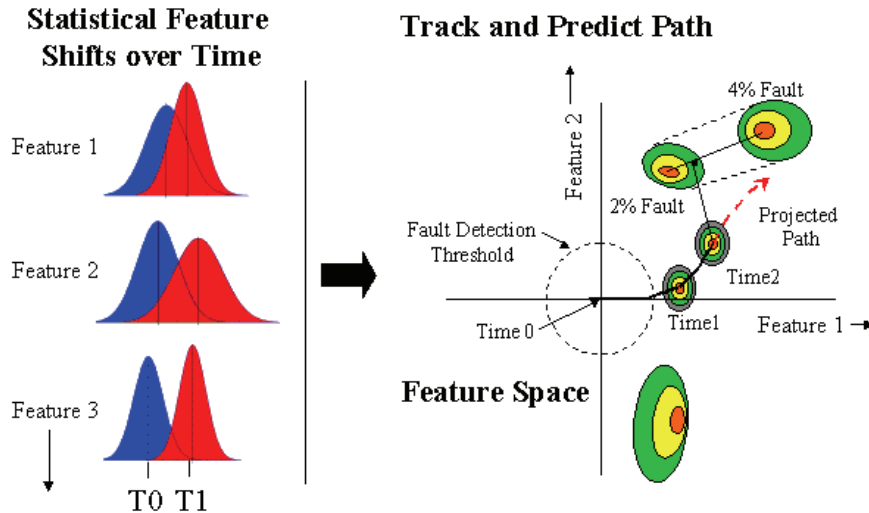 Statistical Feature
Shifts over Time
Feature 1
Feature 2
Feature 3
T0
T1
Track and Predict Path
Feature 2
4% Fault
2% Fault
Projected
Path
Fault Detection
Threshold
Time2
Time1
Time 0
Feature 1
Feature Space